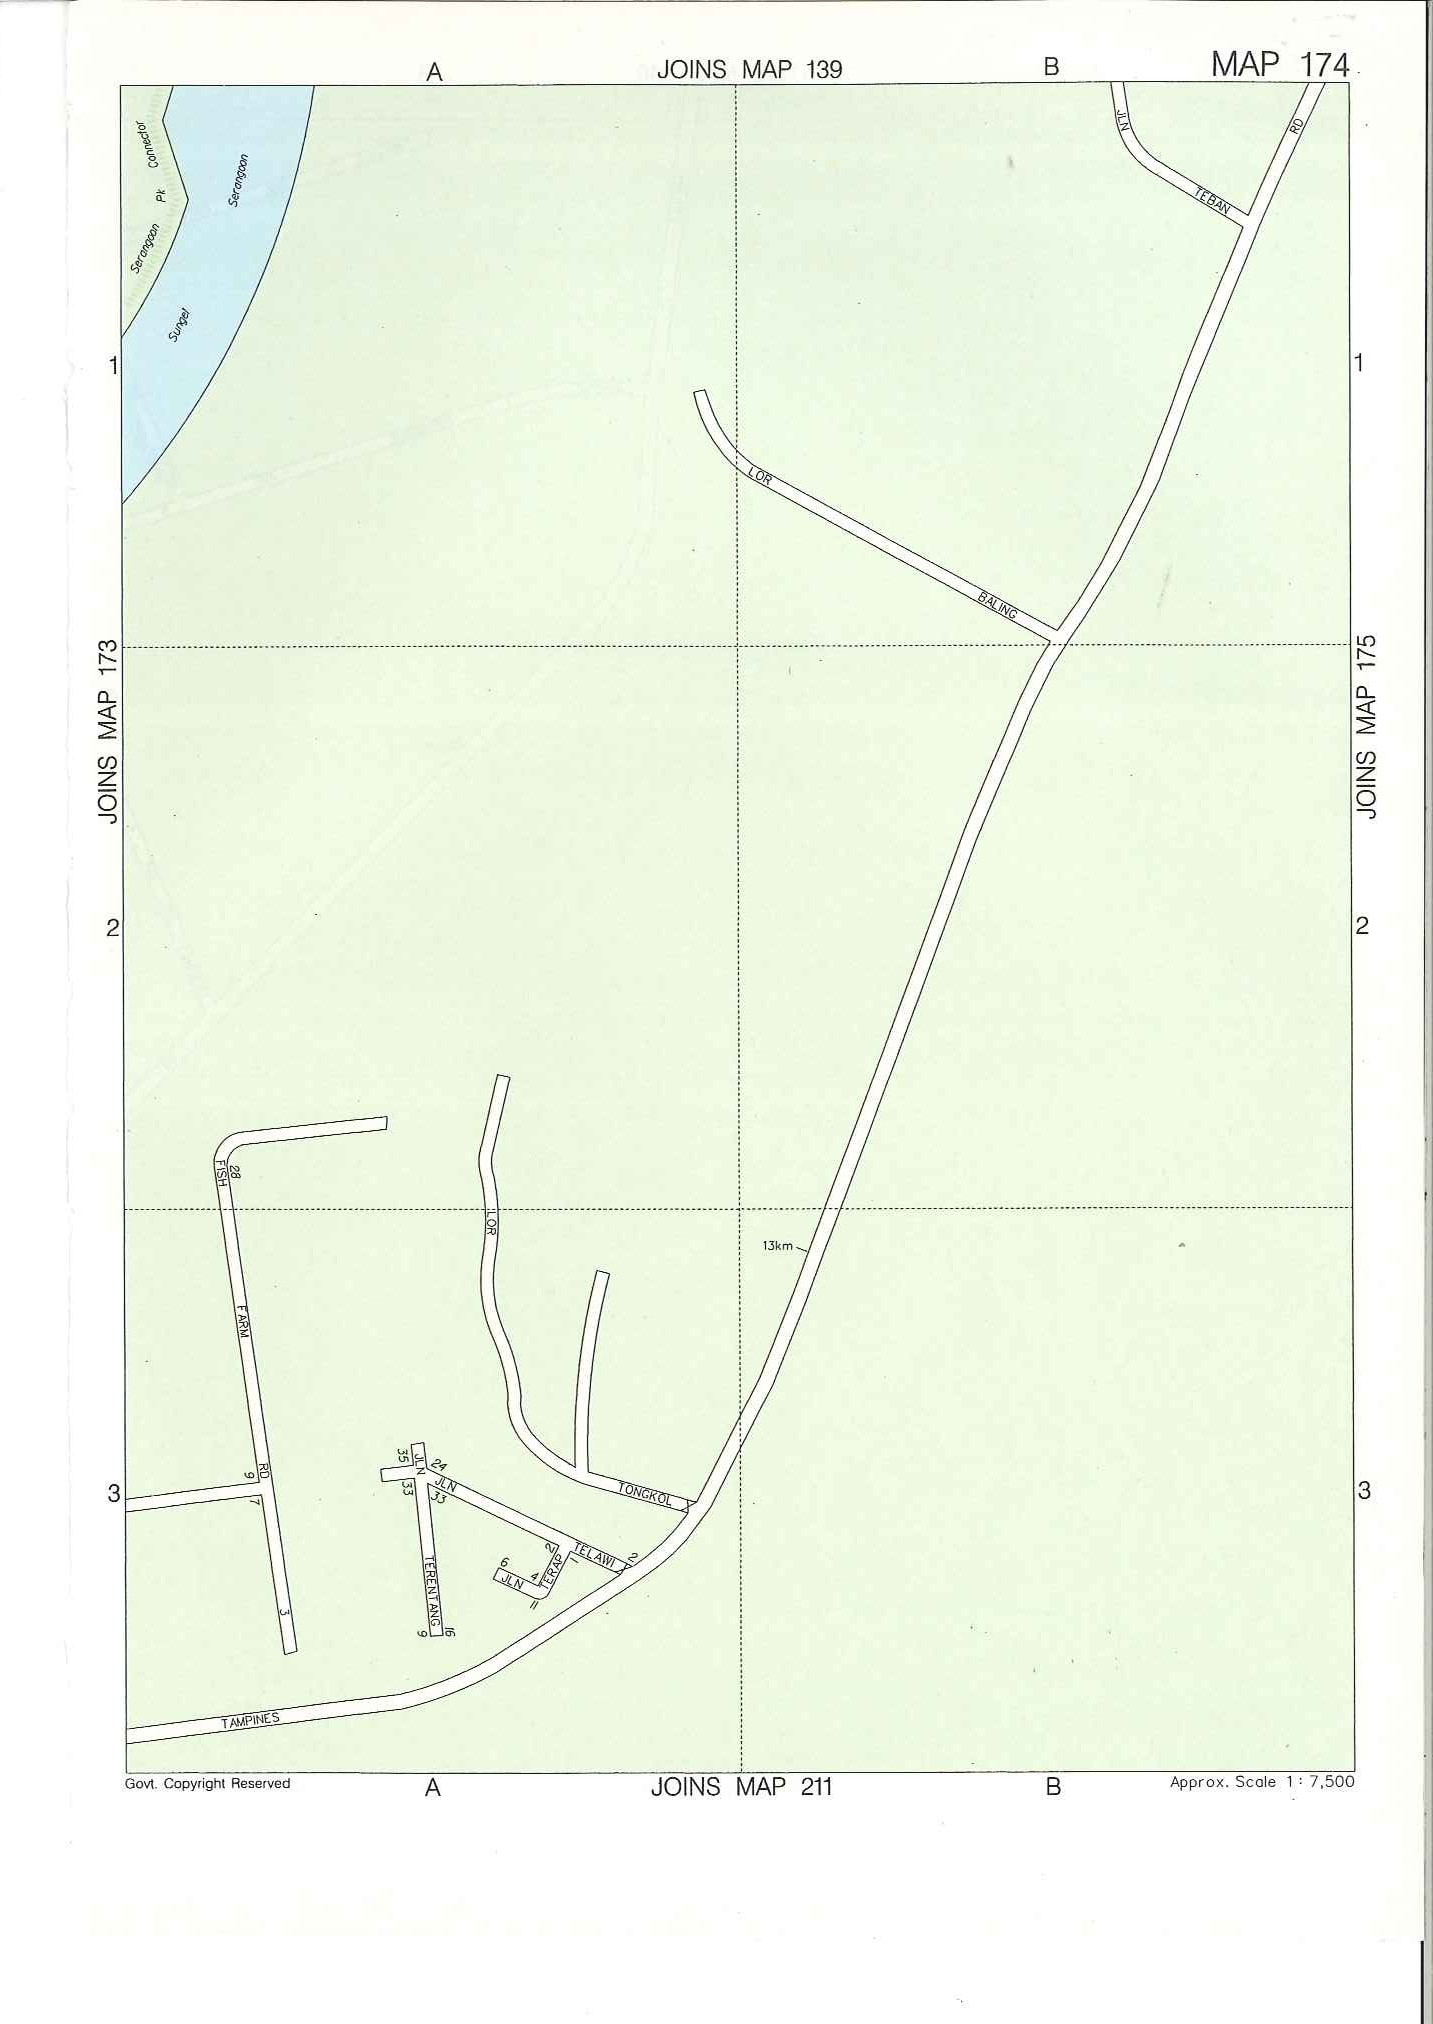 A
JOINS MAP 139
B
MAP 174
Serangoon Pk Connector
Sungei Serangoon
JLN TEBAN
RD
1
1
LOR BALING
JOINS MAP 173
JOINS MAP 175
2
2
28
FISH FARM RD
LOR TONGKOL
13km
9
7
3
35
JLN
24
33
JLN
33
TELAWI
2
2
1
6
4
JLN TERAP
11
TERENTANG
9
16
3
3
TAMPINES
Govt. Copyright Reserved
A
JOINS MAP 211
B
Approx. Scale 1 : 7,500